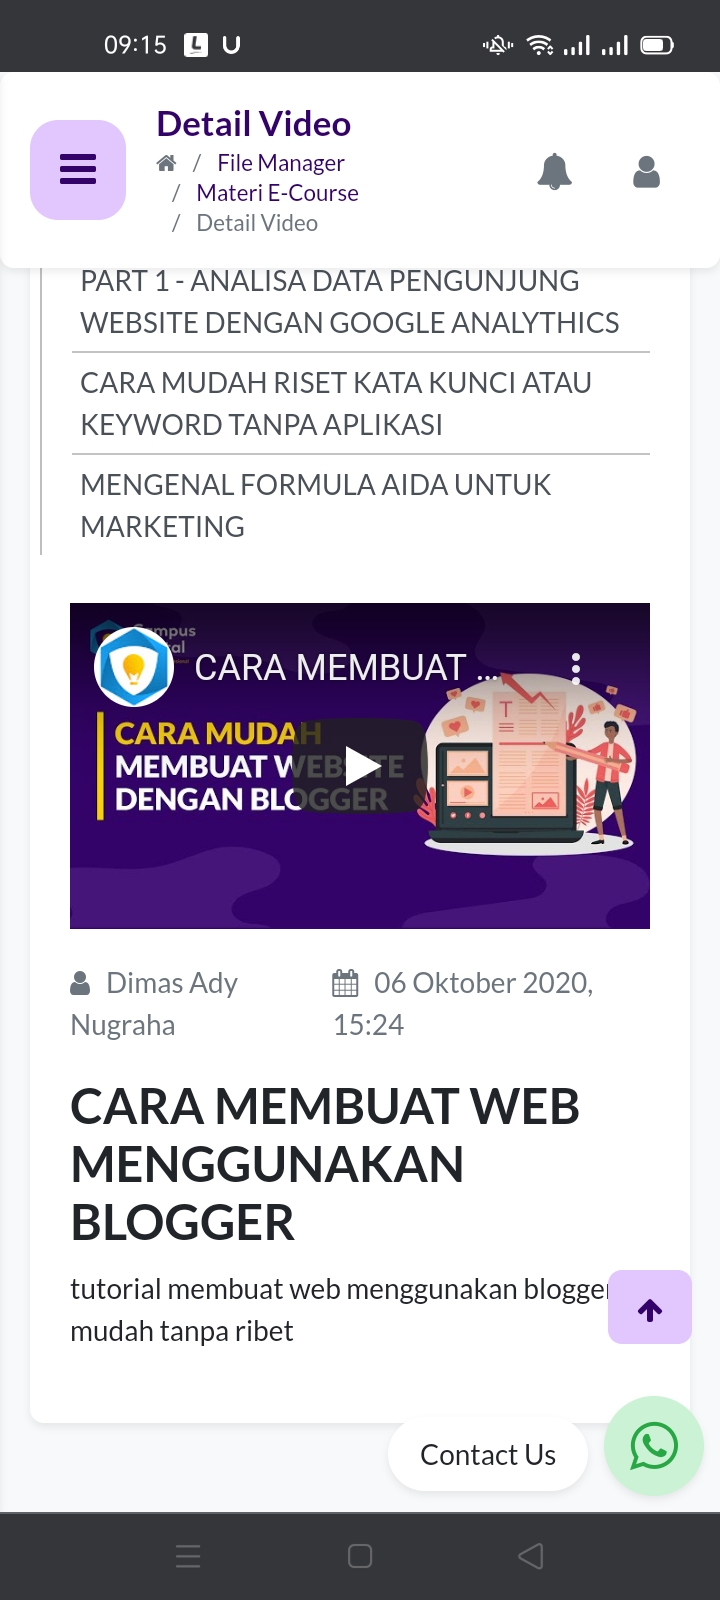 09:15
Detail Video
/ File Manager
/ Materi E-Course
/ Detail Video
PART 1 - ANALISA DATA PENGUNJUNG
WEBSITE DENGAN GOOGLE ANALYTHICS
CARA MUDAH RISET KATA KUNCI ATAU
KEYWORD TANPA APLIKASI
MENGENAL FORMULA AIDA UNTUK
MARKETING
CARA MEMBUAT ...
CARA MUDAH
MEMBUAT WEBSITE
DENGAN BLOGGER
Dimas Ady
Nugraha
06 Oktober 2020,
15:24
CARA MEMBUAT WEB
MENGGUNAKAN
BLOGGER
tutorial membuat web menggunakan blogger
mudah tanpa ribet
Contact Us